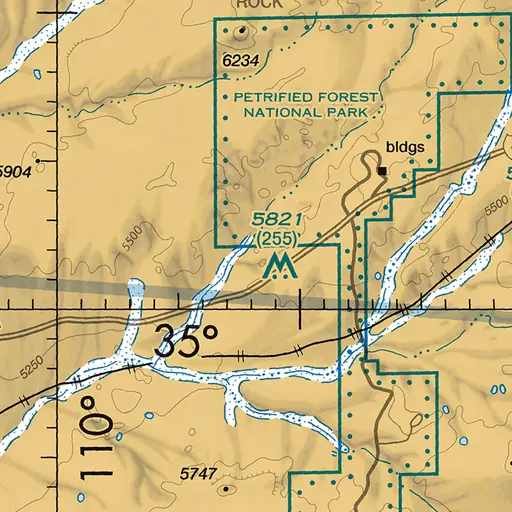 ROCK
6234
PETRIFIED FOREST
NATIONAL PARK
bldgs
5904
5500
5821
(255)
5500
35°
5250
110°
5747